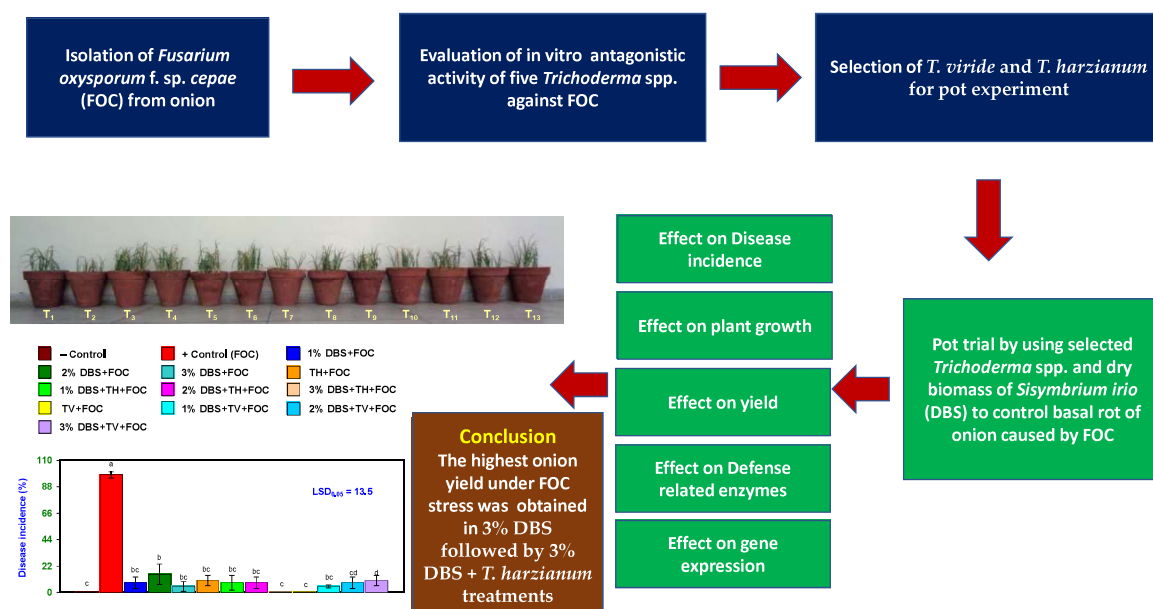 Isolation of Fusarium
oxysporum f. sp. cepae
(FOC) from onion
Evaluation of in vitro antagonistic
activity of five Trichoderma spp.
against FOC
Selection of T. viride and T. harzianum
for pot experiment
Pot trial by using selected
Trichoderma spp. and dry
biomass of Sisymbrium irio
(DBS) to control basal rot of
onion caused by FOC
Effect on Disease
incidence
Effect on plant growth
Effect on yield
Effect on Defense
related enzymes
Effect on gene
expression
T1 T2 T3 T4 T5 T6 T7 T8 T9 T10 T11 T12 T13
– Control + Control (FOC) 1% DBS+FOC
2% DBS+FOC 3% DBS+FOC TH+FOC
1% DBS+TH+FOC 2% DBS+TH+FOC 3% DBS+TH+FOC
TV+FOC 1% DBS+TV+FOC 2% DBS+TV+FOC
3% DBS+TV+FOC
Disease incidence (%)
110
88
66
44
22
0
LSD0.05 = 13.5
c a bc b bc bc bc bc c c bc cd d
Conclusion
The highest onion
yield under FOC
stress was obtained
in 3% DBS
followed by 3%
DBS + T. harzianum
treatments